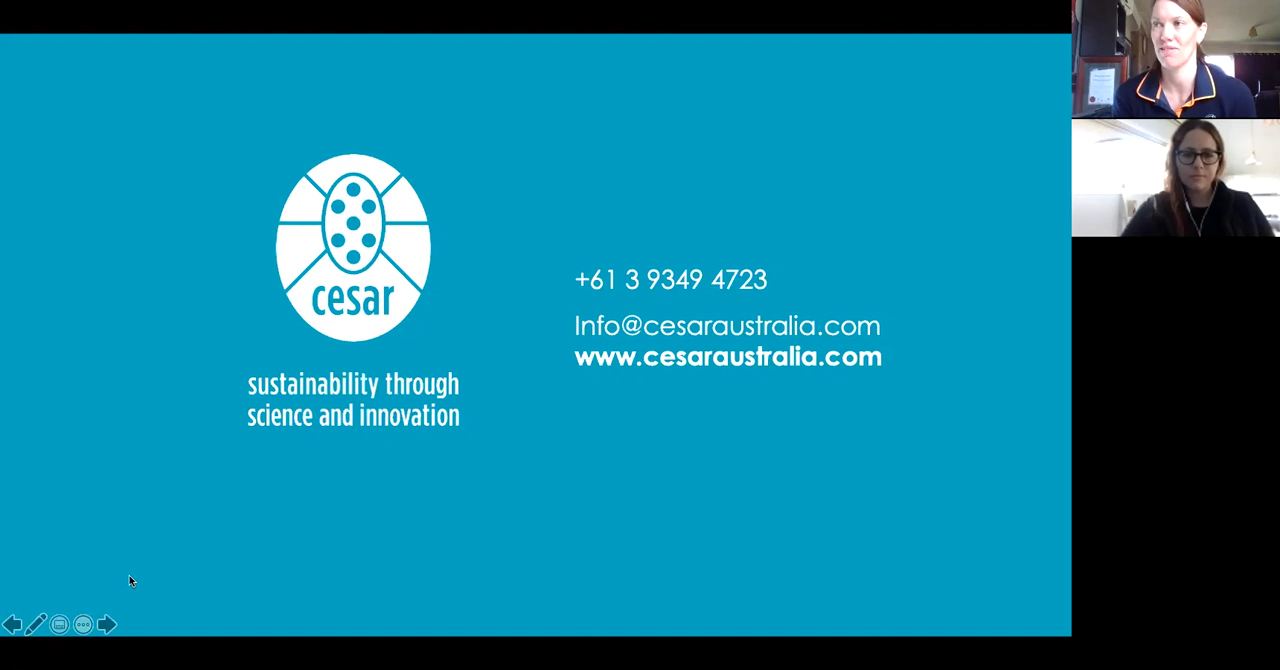 cesar
sustainability through
science and innovation
+61 3 9349 4723
Info@cesaraustralia.com
www.cesaraustralia.com